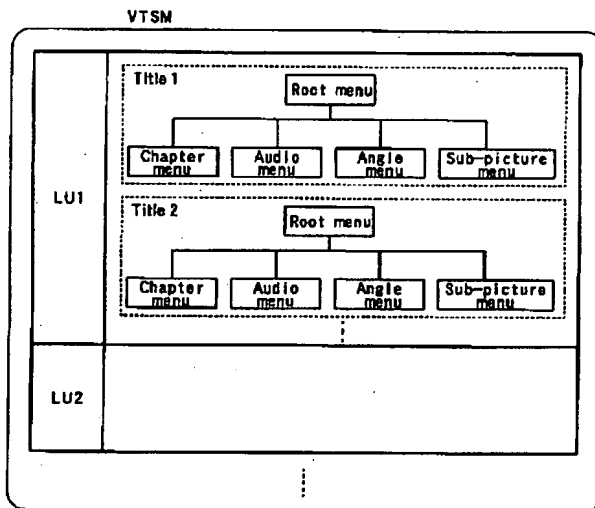 VTSM
LU1
Title 1
Root menu
Chapter
menu
Audio
menu
Angle
menu
Sub-picture
menu
Title 2
Root menu
Chapter
menu
Audio
menu
Angle
menu
Sub-picture
menu
LU2